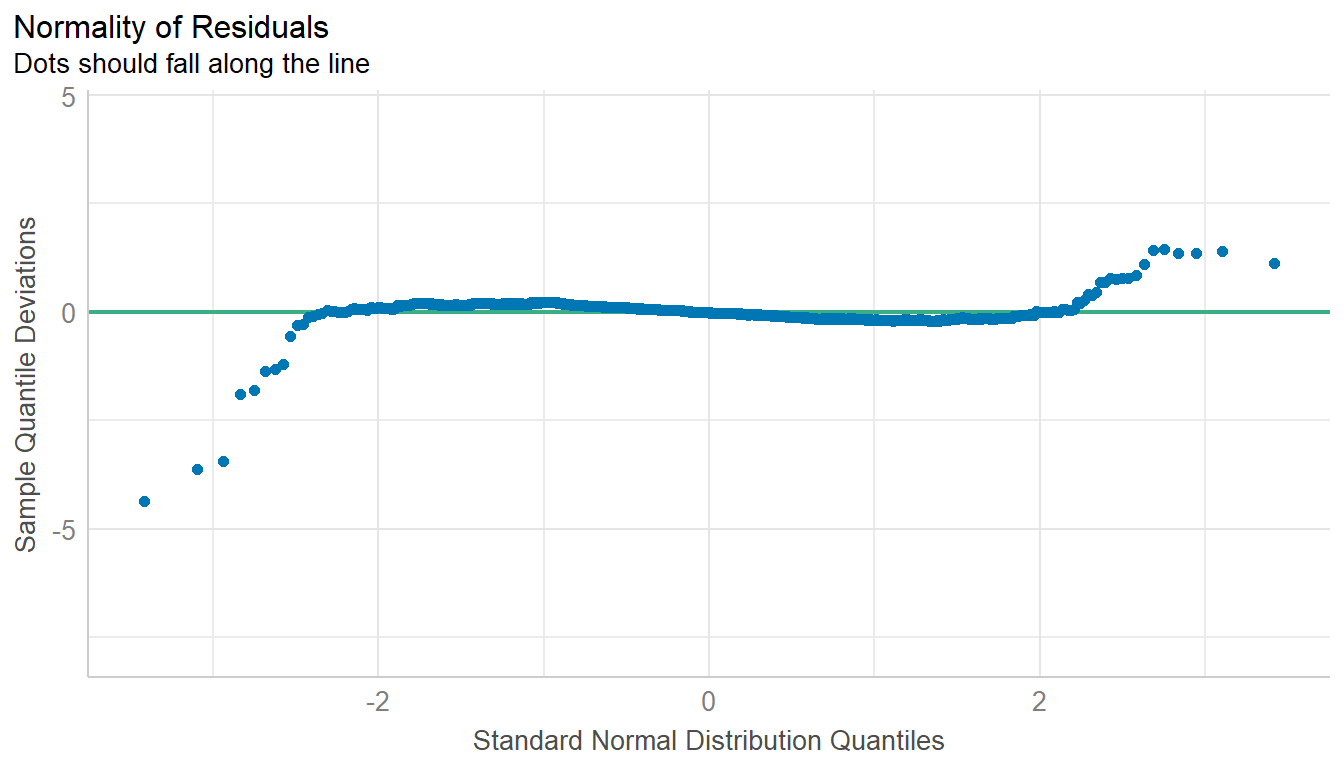 Normality of Residuals
Dots should fall along the line
5
0
-5
Sample Quantile Deviations
-2
0
2
Standard Normal Distribution Quantiles